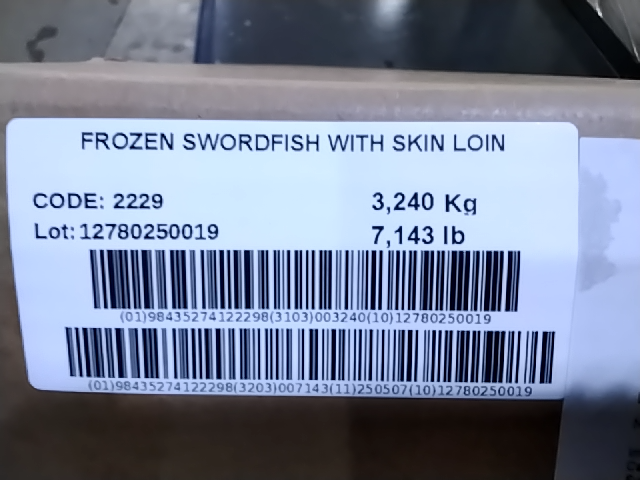 FROZEN SWORDFISH WITH SKIN LOIN
CODE: 2229
3,240 Kg
Lot: 12780250019
7,143 lb
(01)98435274122298(3103)003240(10)12780250019
(01)98435274122298(3203)007143(11)250507(10)12780250019